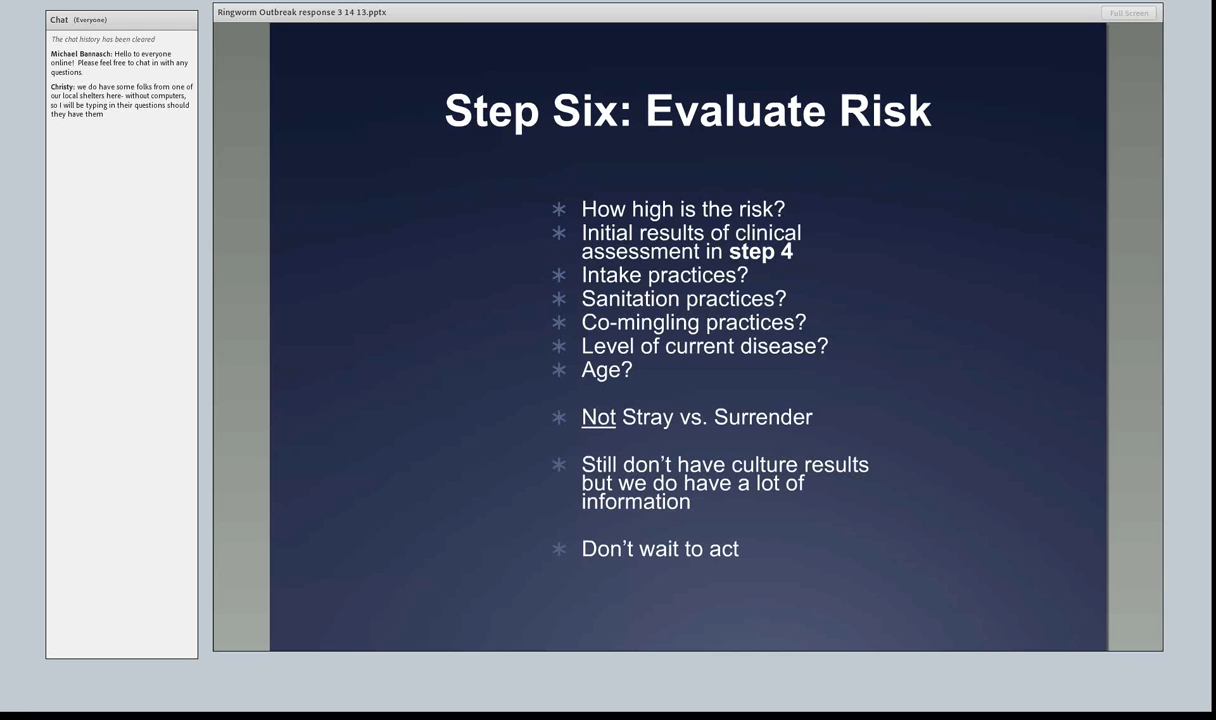 Chat (Everyone)
The chat history has been cleared
Michael Bannasch: Hello to everyone
online! Please feel free to chat in with any
questions.
Christy: we do have some folks from one of
our local shelters here- without computers,
so I will be typing in their questions should
they have them
Ringworm Outbreak response 3 14 13.pptx
Full Screen
Step Six: Evaluate Risk
How high is the risk?
Initial results of clinical
assessment in step 4
Intake practices?
Sanitation practices?
Co-mingling practices?
Level of current disease?
Age?
Not Stray vs. Surrender
Still don’t have culture results
but we do have a lot of
information
Don’t wait to act